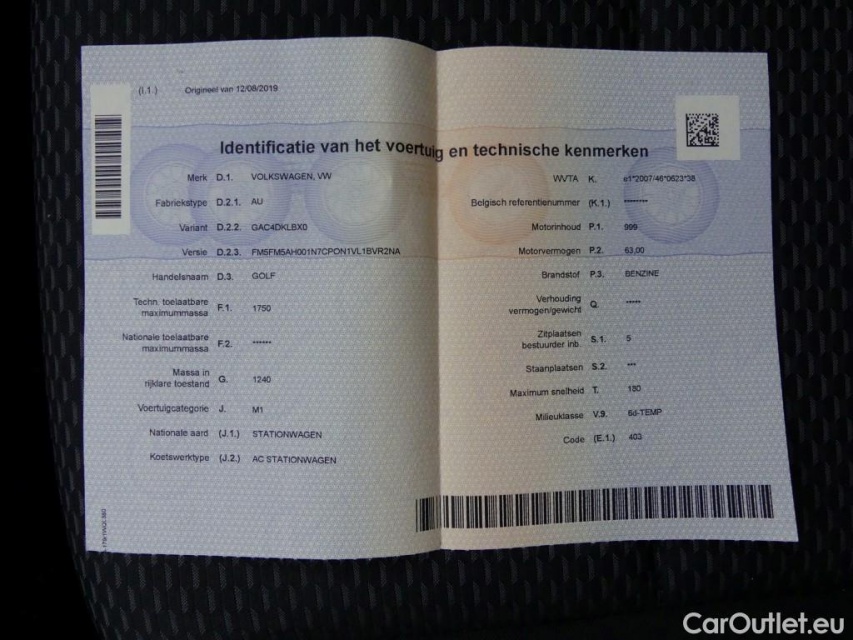 (I.1.) Origineel van 12/08/2019
Identificatie van het voertuig en technische kenmerken
Merk D.1. VOLKSWAGEN, VW
Fabriekstype D.2.1. AU
Variant D.2.2. GAC4DKLBX0
Versie D.2.3. FM5FM5AH001N7CPON1VL1BVR2NA
Handelsnaam D.3. GOLF
Techn. toelaatbare
maximummassa F.1. 1750
Nationale toelaatbare
maximummassa F.2. ******
Massa in
rijklare toestand G. 1240
Voertuigcategorie J. M1
Nationale aard (J.1.) STATIONWAGEN
Koetswerktype (J.2.) AC STATIONWAGEN
WVTA K. e1*2007/46*0623*38
Belgisch referentienummer (K.1.) ********
Motorinhoud P.1. 999
Motorvermogen P.2. 63,00
Brandstof P.3. BENZINE
Verhouding
vermogen/gewicht Q. *****
Zitplaatsen
bestuurder inb. S.1. 5
Staanplaatsen S.2. ***
Maximum snelheid T. 180
Milieuklasse V.9. 6d-TEMP
Code (E.1.) 403
CarOutlet.eu